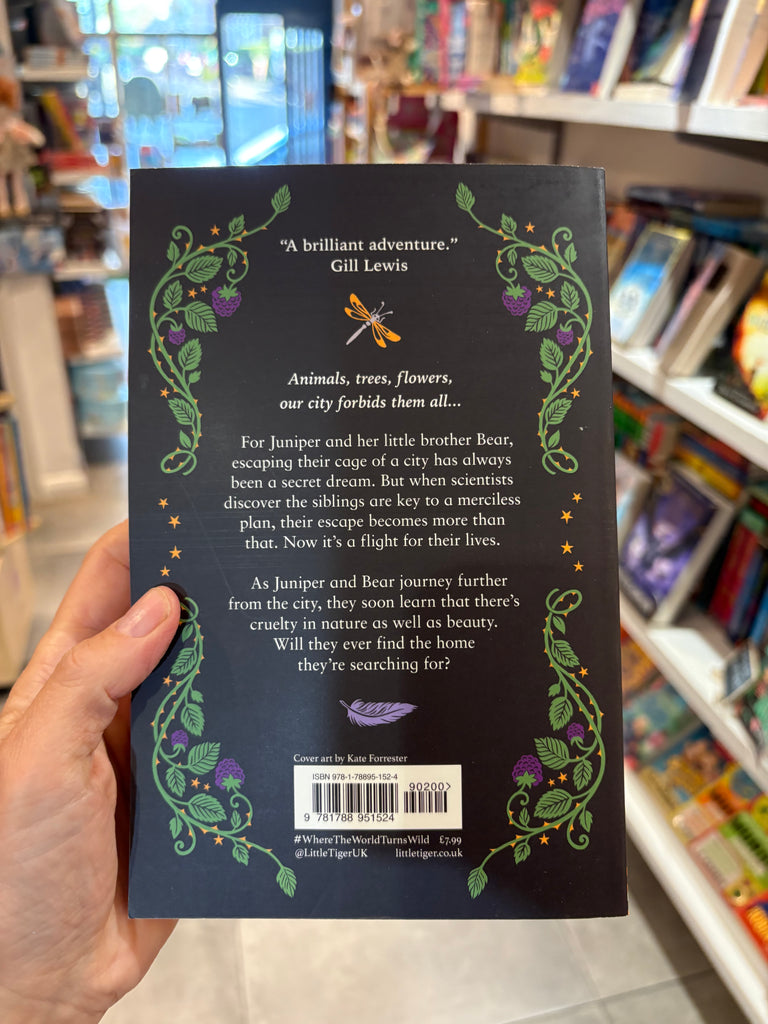 “A brilliant adventure.”
Gill Lewis
Animals, trees, flowers,
our city forbids them all...
For Juniper and her little brother Bear,
escaping their cage of a city has always
been a secret dream. But when scientists
discover the siblings are key to a merciless
plan, their escape becomes more than
that. Now it’s a flight for their lives.
As Juniper and Bear journey further
from the city, they soon learn that there’s
cruelty in nature as well as beauty.
Will they ever find the home
they’re searching for?
Cover art by Kate Forrester
ISBN 978-1-78895-152-4
90200>
9 781788 951524
#WhereTheWorldTurnsWild £7.99
@LittleTigerUK littletiger.co.uk